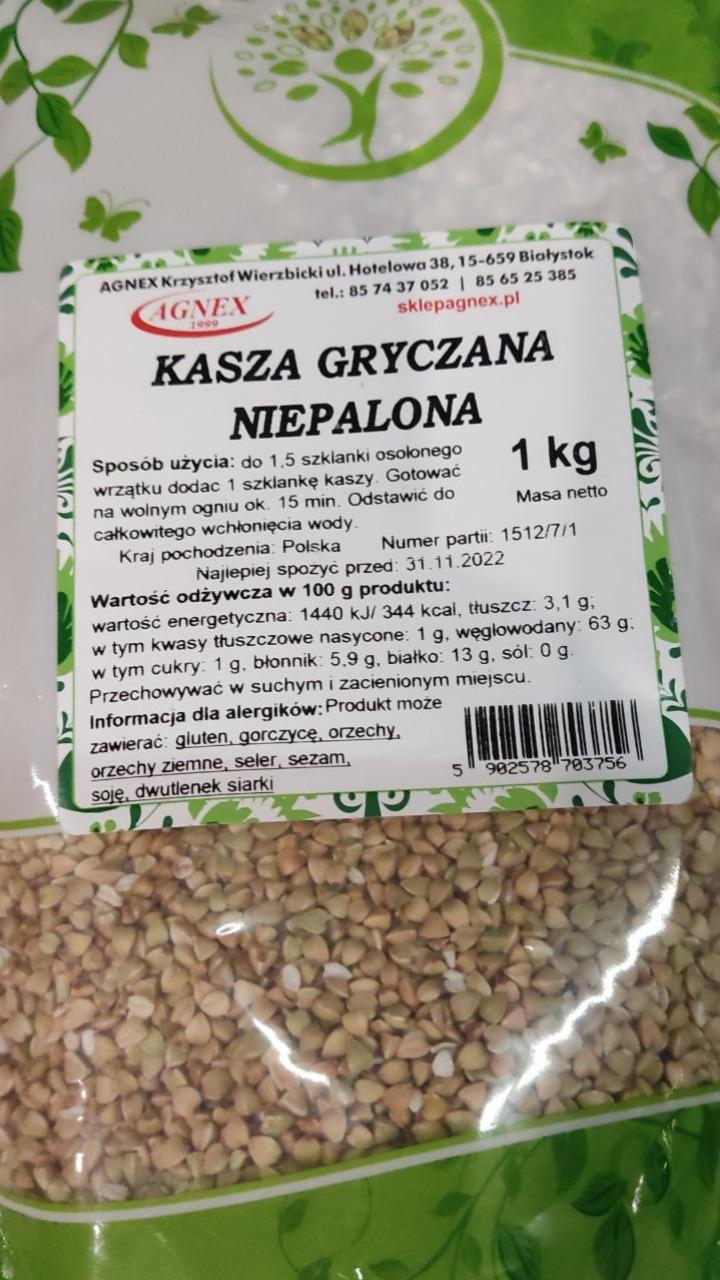 AGNEX Krzysztof Wierzbicki ul. Hotelowa 38, 15-659 Białystok
tel.: 85 74 37 052 | 85 65 25 385
AGNEX
1999
sklepagnex.pl
KASZA GRYCZANA
NIEPALONA
Sposób użycia: do 1,5 szklanki osolonego
wrzątku dodac 1 szklankę kaszy. Gotować
na wolnym ogniu ok. 15 min. Odstawić do
całkowitego wchłonięcia wody.
1 kg
Masa netto
Kraj pochodzenia: Polska Numer partii: 1512/7/1
Najlepiej spożyć przed: 31.11.2022
Wartość odżywcza w 100 g produktu:
wartość energetyczna: 1440 kJ/ 344 kcal, tłuszcz: 3,1 g;
w tym kwasy tłuszczowe nasycone: 1 g, węglowodany: 63 g;
w tym cukry: 1 g, błonnik: 5,9 g, białko: 13 g, sól: 0 g.
Przechowywać w suchym i zacienionym miejscu.
Informacja dla alergików: Produkt może
zawierać: gluten, gorczycę, orzechy,
orzechy ziemne, seler, sezam,
soję, dwutlenek siarki
5 902578 703756